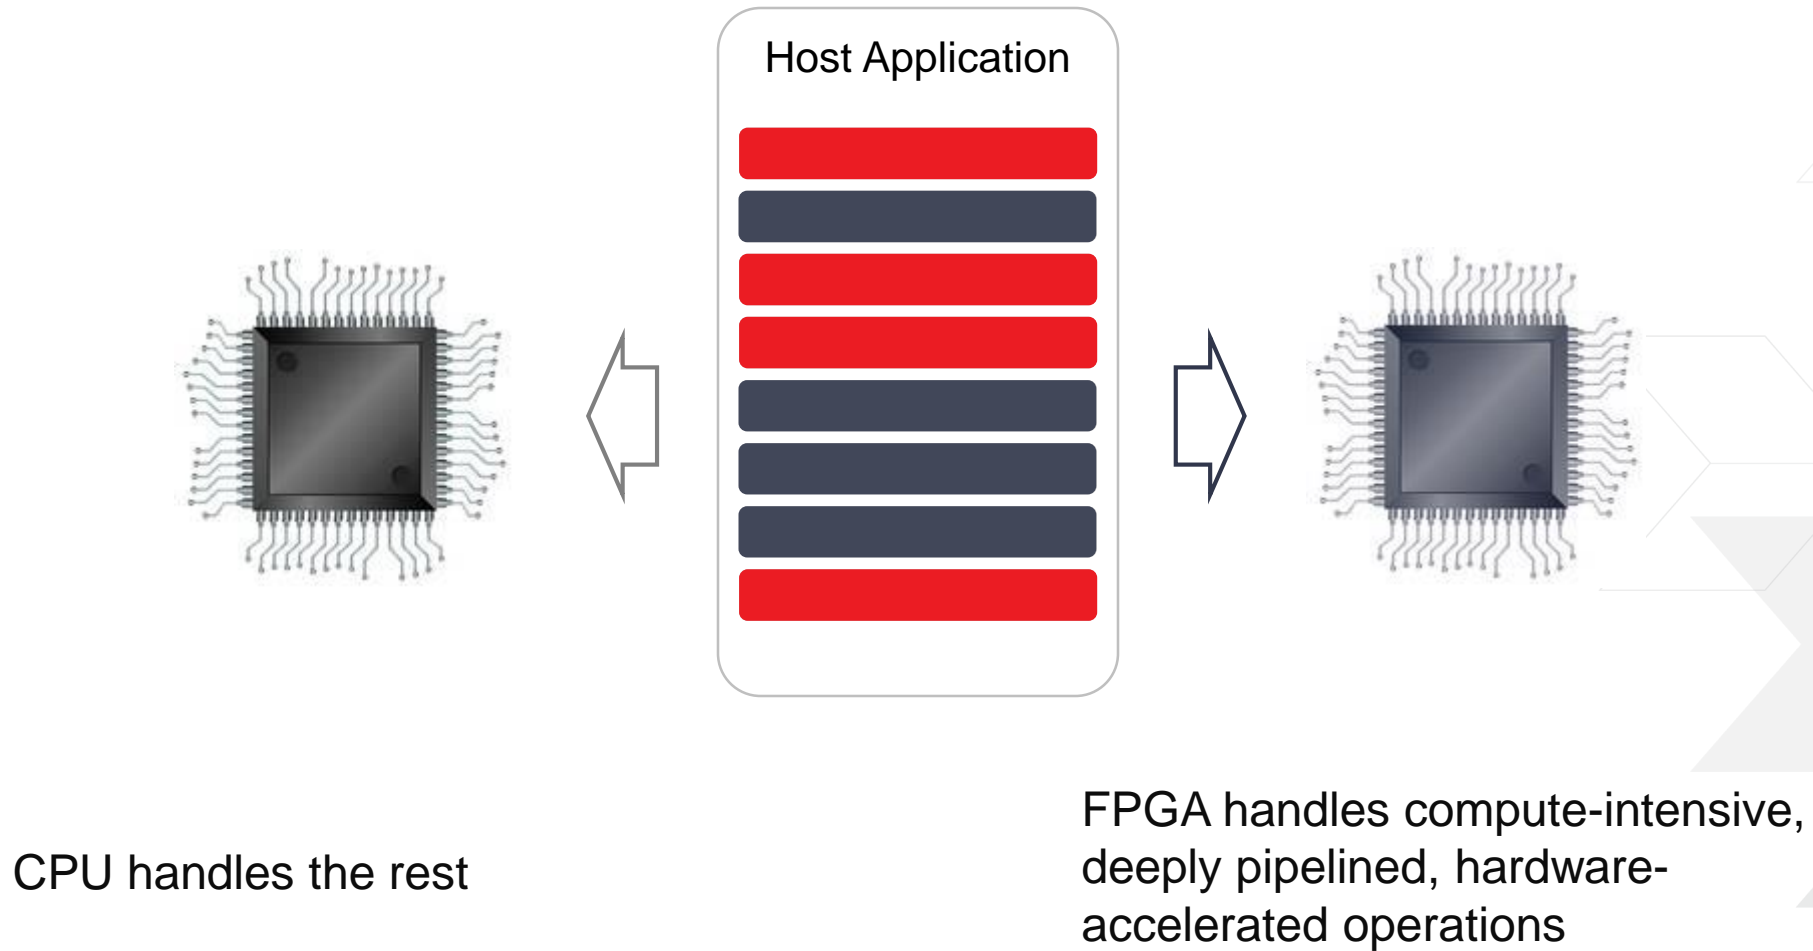 Host Application
CPU handles the rest
FPGA handles compute-intensive,
deeply pipelined, hardware-
accelerated operations